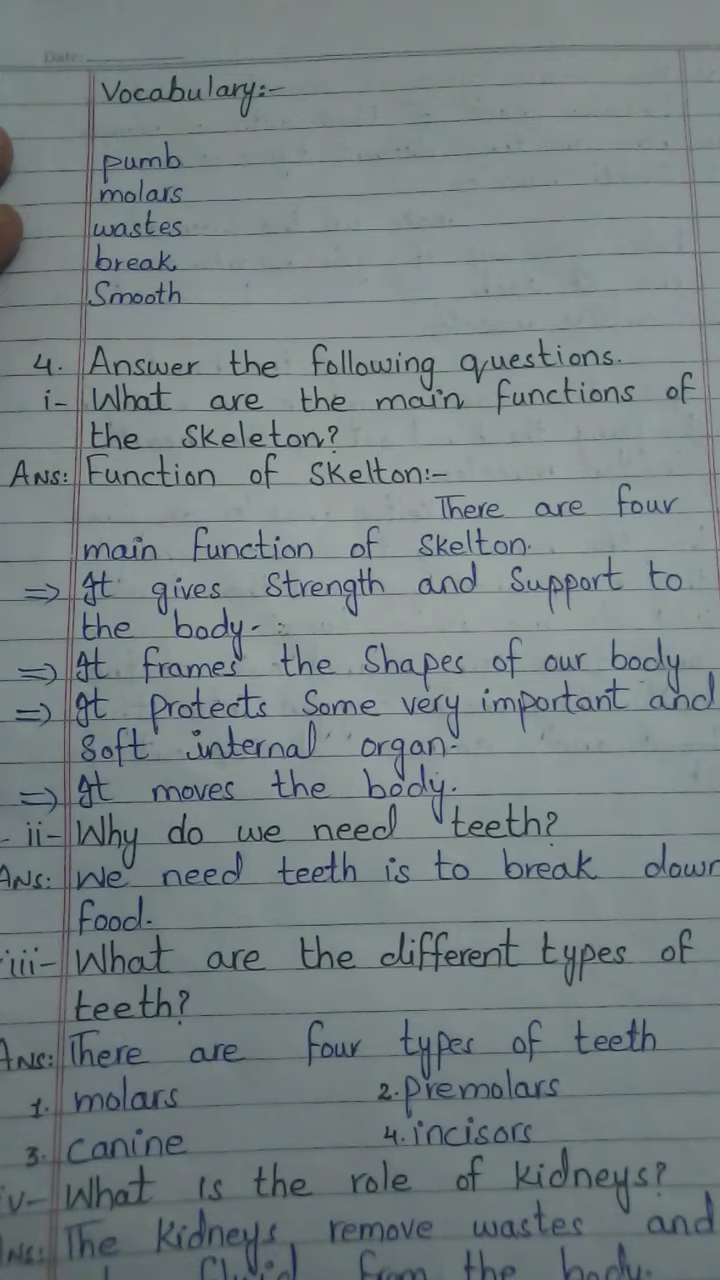 Date:
Vocabulary:-
pumb
molars
wastes
break
Smooth
4. Answer the following questions.
i- What are the main functions of
the skeleton?
Ans: Function of skelton:-
There are four
main function of skelton.
⇒ It gives strength and support to
the body-
⇒ It frames the shapes of our body
⇒ It protects some very important and
soft internal organ-
⇒ It moves the body.
ii- Why do we need teeth?
Ans: We need teeth is to break down
food.
iii- What are the different types of
teeth?
Ans: There are four types of teeth
1. molars 2. premolars
3. canine 4. incisors
iv- What is the role of kidneys?
Ans: The kidneys remove wastes and
fluid from the body.